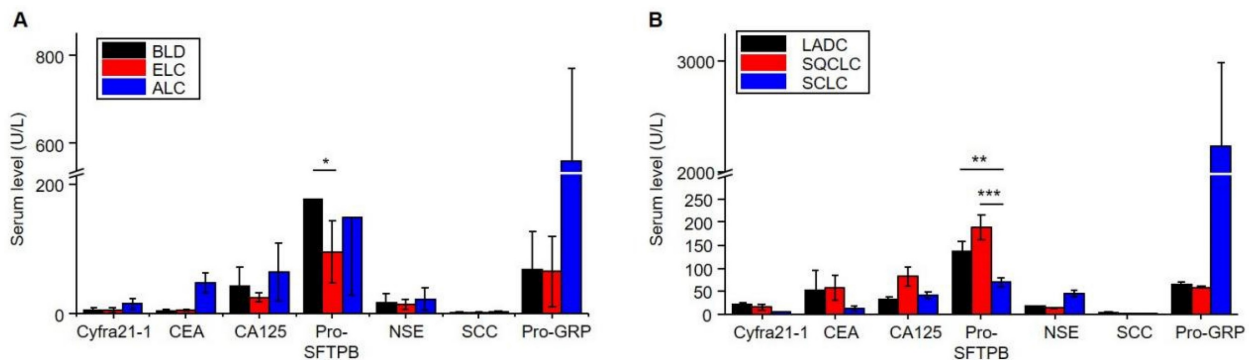 A
BLD
ELC
ALC
Serum level (U/L)
800
600
200
0
*
Cyfra21-1 CEA CA125 Pro-SFTPB NSE SCC Pro-GRP
B
LADC
SQCLC
SCLC
Serum level (U/L)
3000
2000
250
200
150
100
50
0
**
***
Cyfra21-1 CEA CA125 Pro-SFTPB NSE SCC Pro-GRP